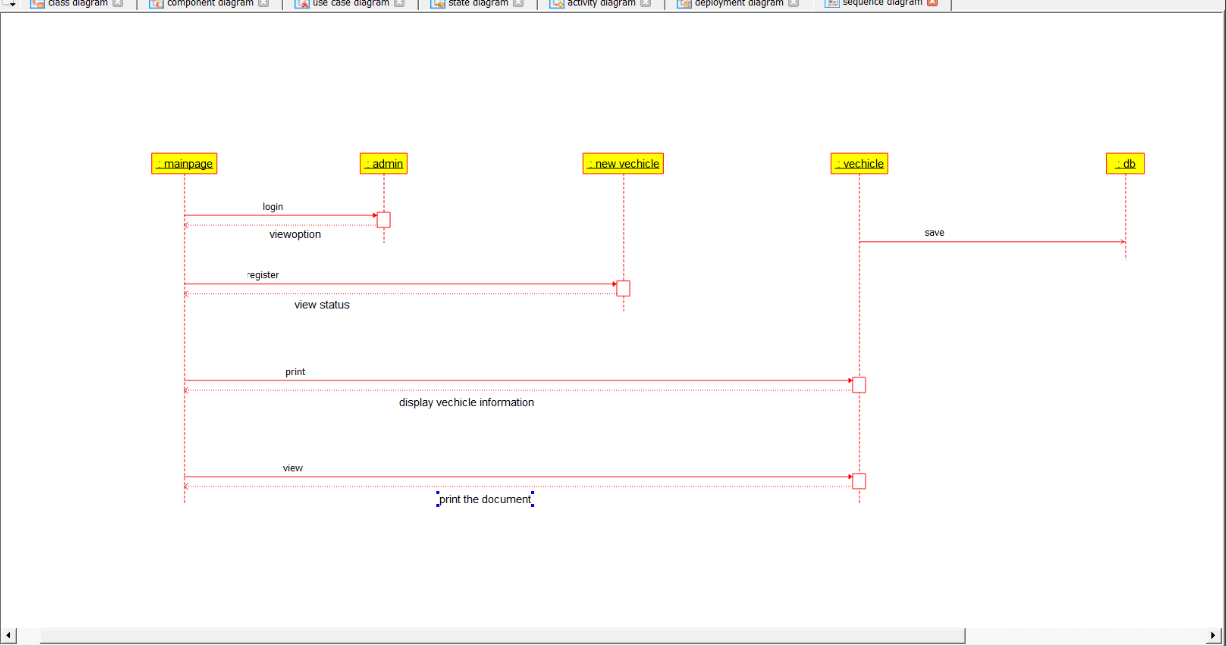 class diagram
component diagram
use case diagram
state diagram
activity diagram
deployment diagram
sequence diagram
: mainpage
: admin
: new vechicle
: vechicle
: db
login
viewoption
save
register
view status
print
display vechicle information
view
print the document